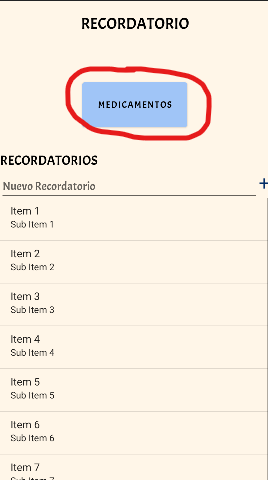 RECORDATORIO
MEDICAMENTOS
RECORDATORIOS
Nuevo Recordatorio
+
Item 1
Sub Item 1
Item 2
Sub Item 2
Item 3
Sub Item 3
Item 4
Sub Item 4
Item 5
Sub Item 5
Item 6
Sub Item 6
Item 7